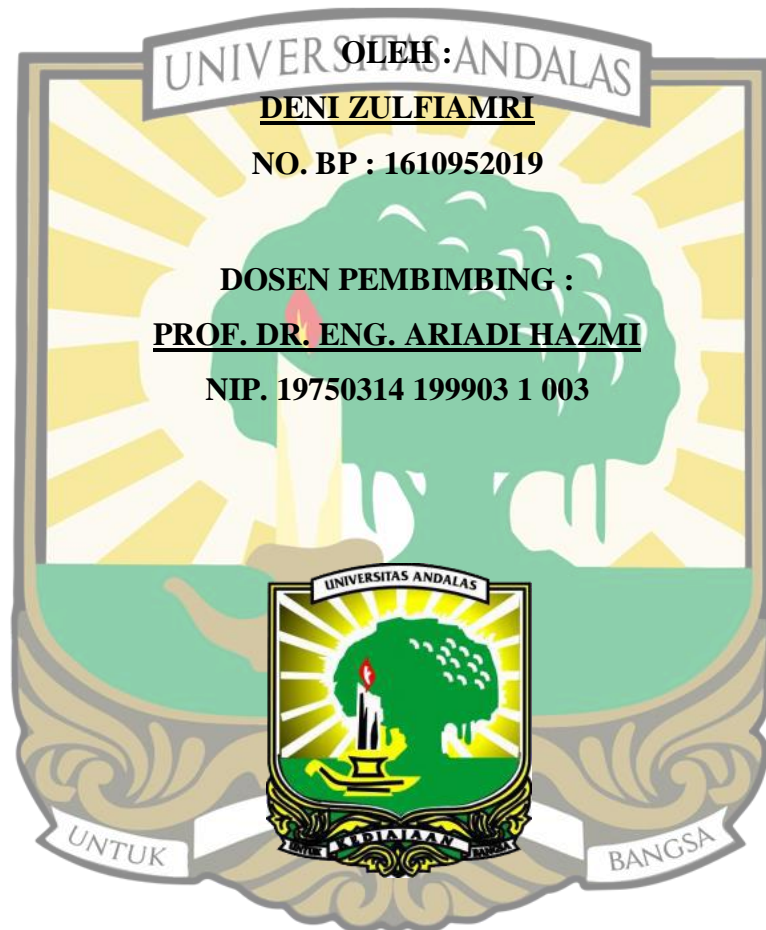 UNIVERSITAS ANDALAS
OLEH :
DENI ZULFIAMRI
NO. BP : 1610952019
DOSEN PEMBIMBING :
PROF. DR. ENG. ARIADI HAZMI
NIP. 19750314 199903 1 003
UNIVERSITAS ANDALAS
UNTUK KEDJAJAAN BANGSA
UNTUK BANGSA